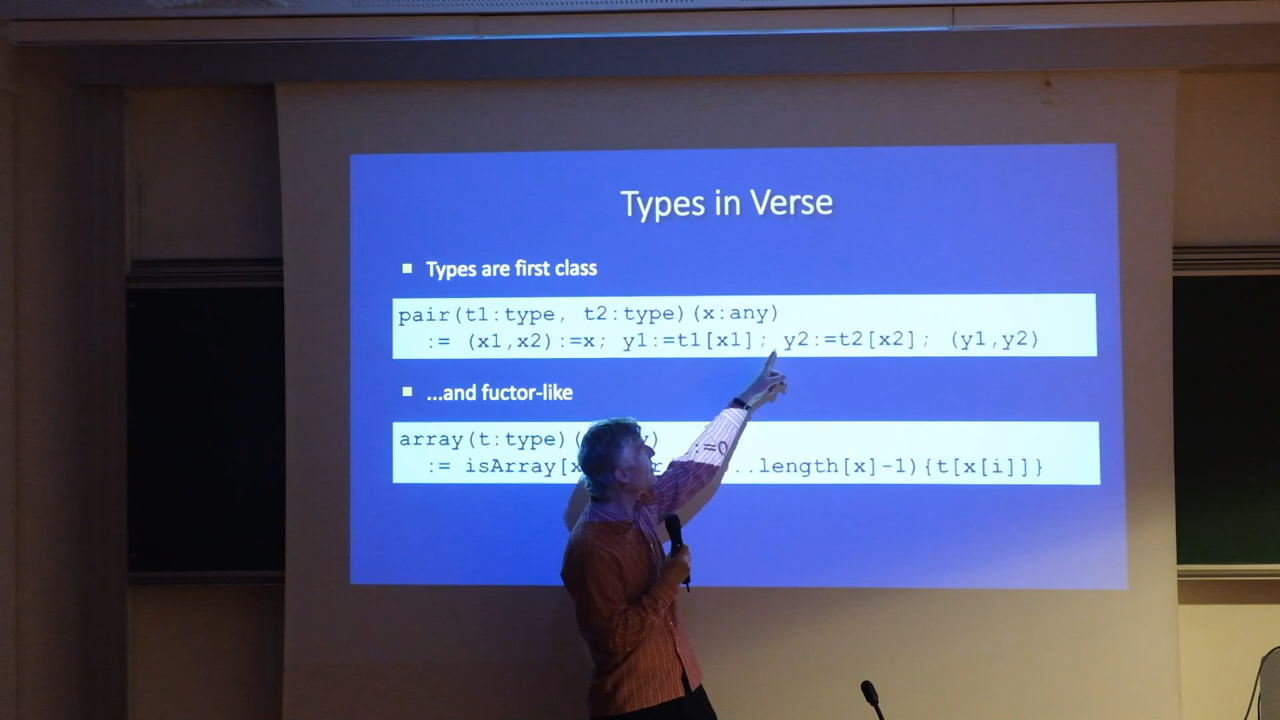 Types in Verse
▪ Types are first class
pair(t1:type, t2:type)(x:any)
:= (x1,x2):=x; y1:=t1[x1]; y2:=t2[x2]; (y1,y2)
▪ ...and fuctor-like
array(t:type)( y)
:= isArray[x :=0..length[x]-1){t[x[i]]}